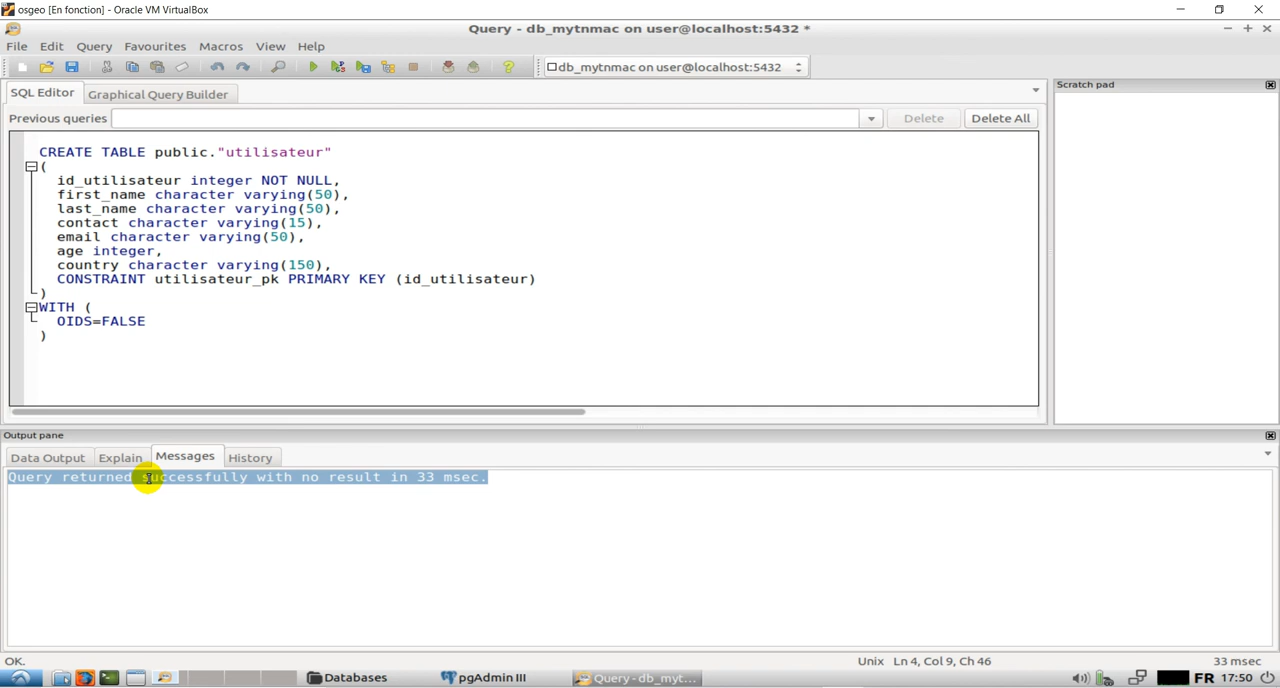 osgeo [En fonction] - Oracle VM VirtualBox
Query - db_mytnmac on user@localhost:5432 *
File Edit Query Favourites Macros View Help
db_mytnmac on user@localhost:5432
SQL Editor Graphical Query Builder
Scratch pad
Previous queries Delete Delete All
CREATE TABLE public."utilisateur"
(
id_utilisateur integer NOT NULL,
first_name character varying(50),
last_name character varying(50),
contact character varying(15),
email character varying(50),
age integer,
country character varying(150),
CONSTRAINT utilisateur_pk PRIMARY KEY (id_utilisateur)
)
WITH (
OIDS=FALSE
)
Output pane
Data Output Explain Messages History
Query returned successfully with no result in 33 msec.
OK. Unix Ln 4, Col 9, Ch 46 33 msec
Databases pgAdmin III Query - db_myt... FR 17:50